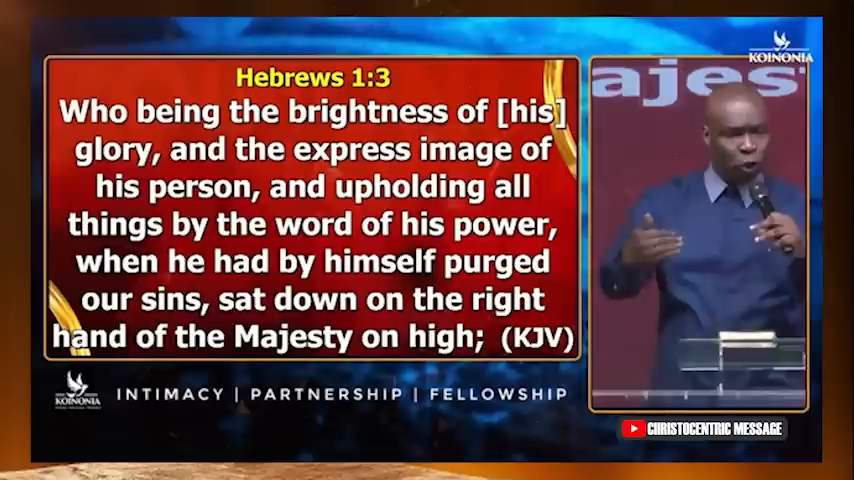 Hebrews 1:3
Who being the brightness of [his]
glory, and the express image of
his person, and upholding all
things by the word of his power,
when he had by himself purged
our sins, sat down on the right
hand of the Majesty on high; (KJV)
KOINONIA
ajest
KOINONIA
INTIMACY | PARTNERSHIP | FELLOWSHIP
CHRISTOCENTRIC MESSAGE